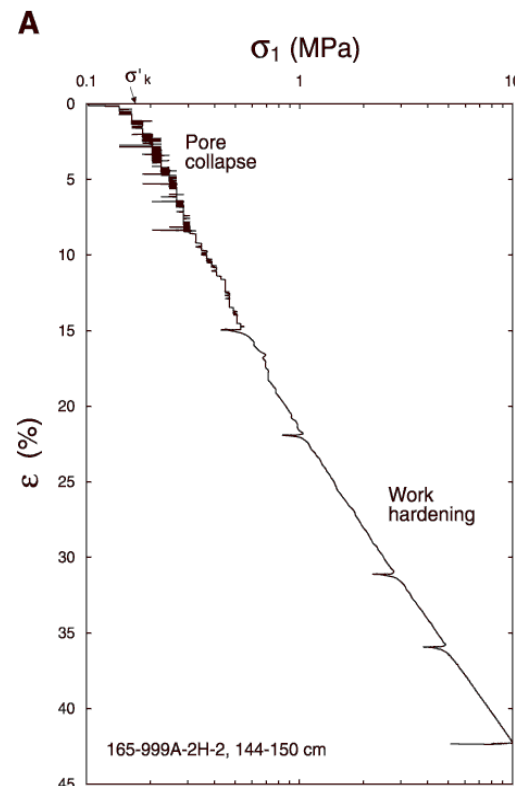 A
σ1 (MPa)
0.1 σ'k 1 10
0
Pore
collapse
5
10
15
20
ε (%)
25
Work
hardening
30
35
40
165-999A-2H-2, 144-150 cm
45